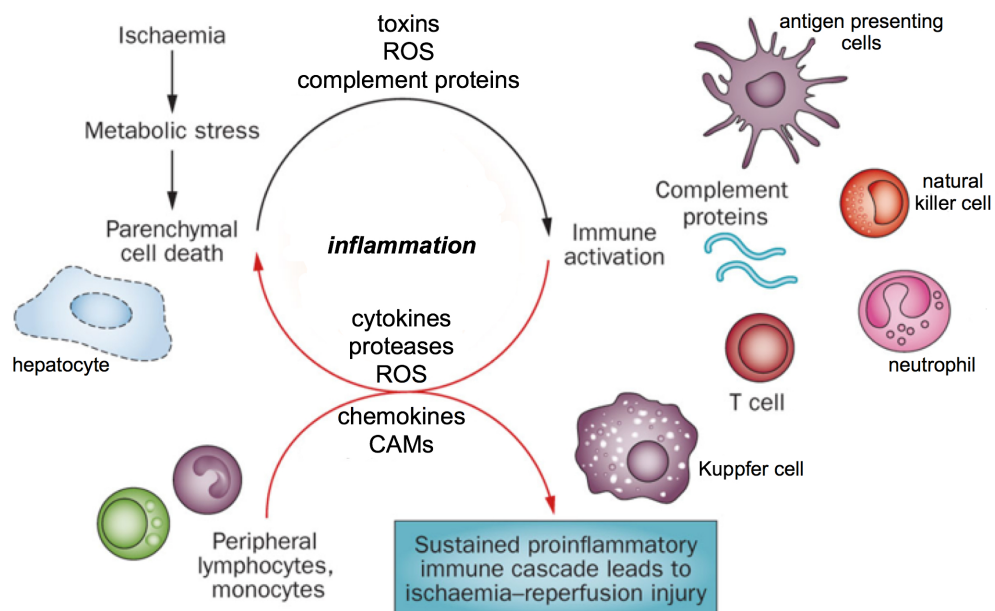 Ischaemia
Metabolic stress
Parenchymal
cell death
hepatocyte
toxins
ROS
complement proteins
inflammation
cytokines
proteases
ROS
chemokines
CAMs
Immune
activation
antigen presenting
cells
Complement
proteins
natural
killer cell
neutrophil
T cell
Kuppfer cell
Peripheral
lymphocytes,
monocytes
Sustained proinflammatory
immune cascade leads to
ischaemia–reperfusion injury